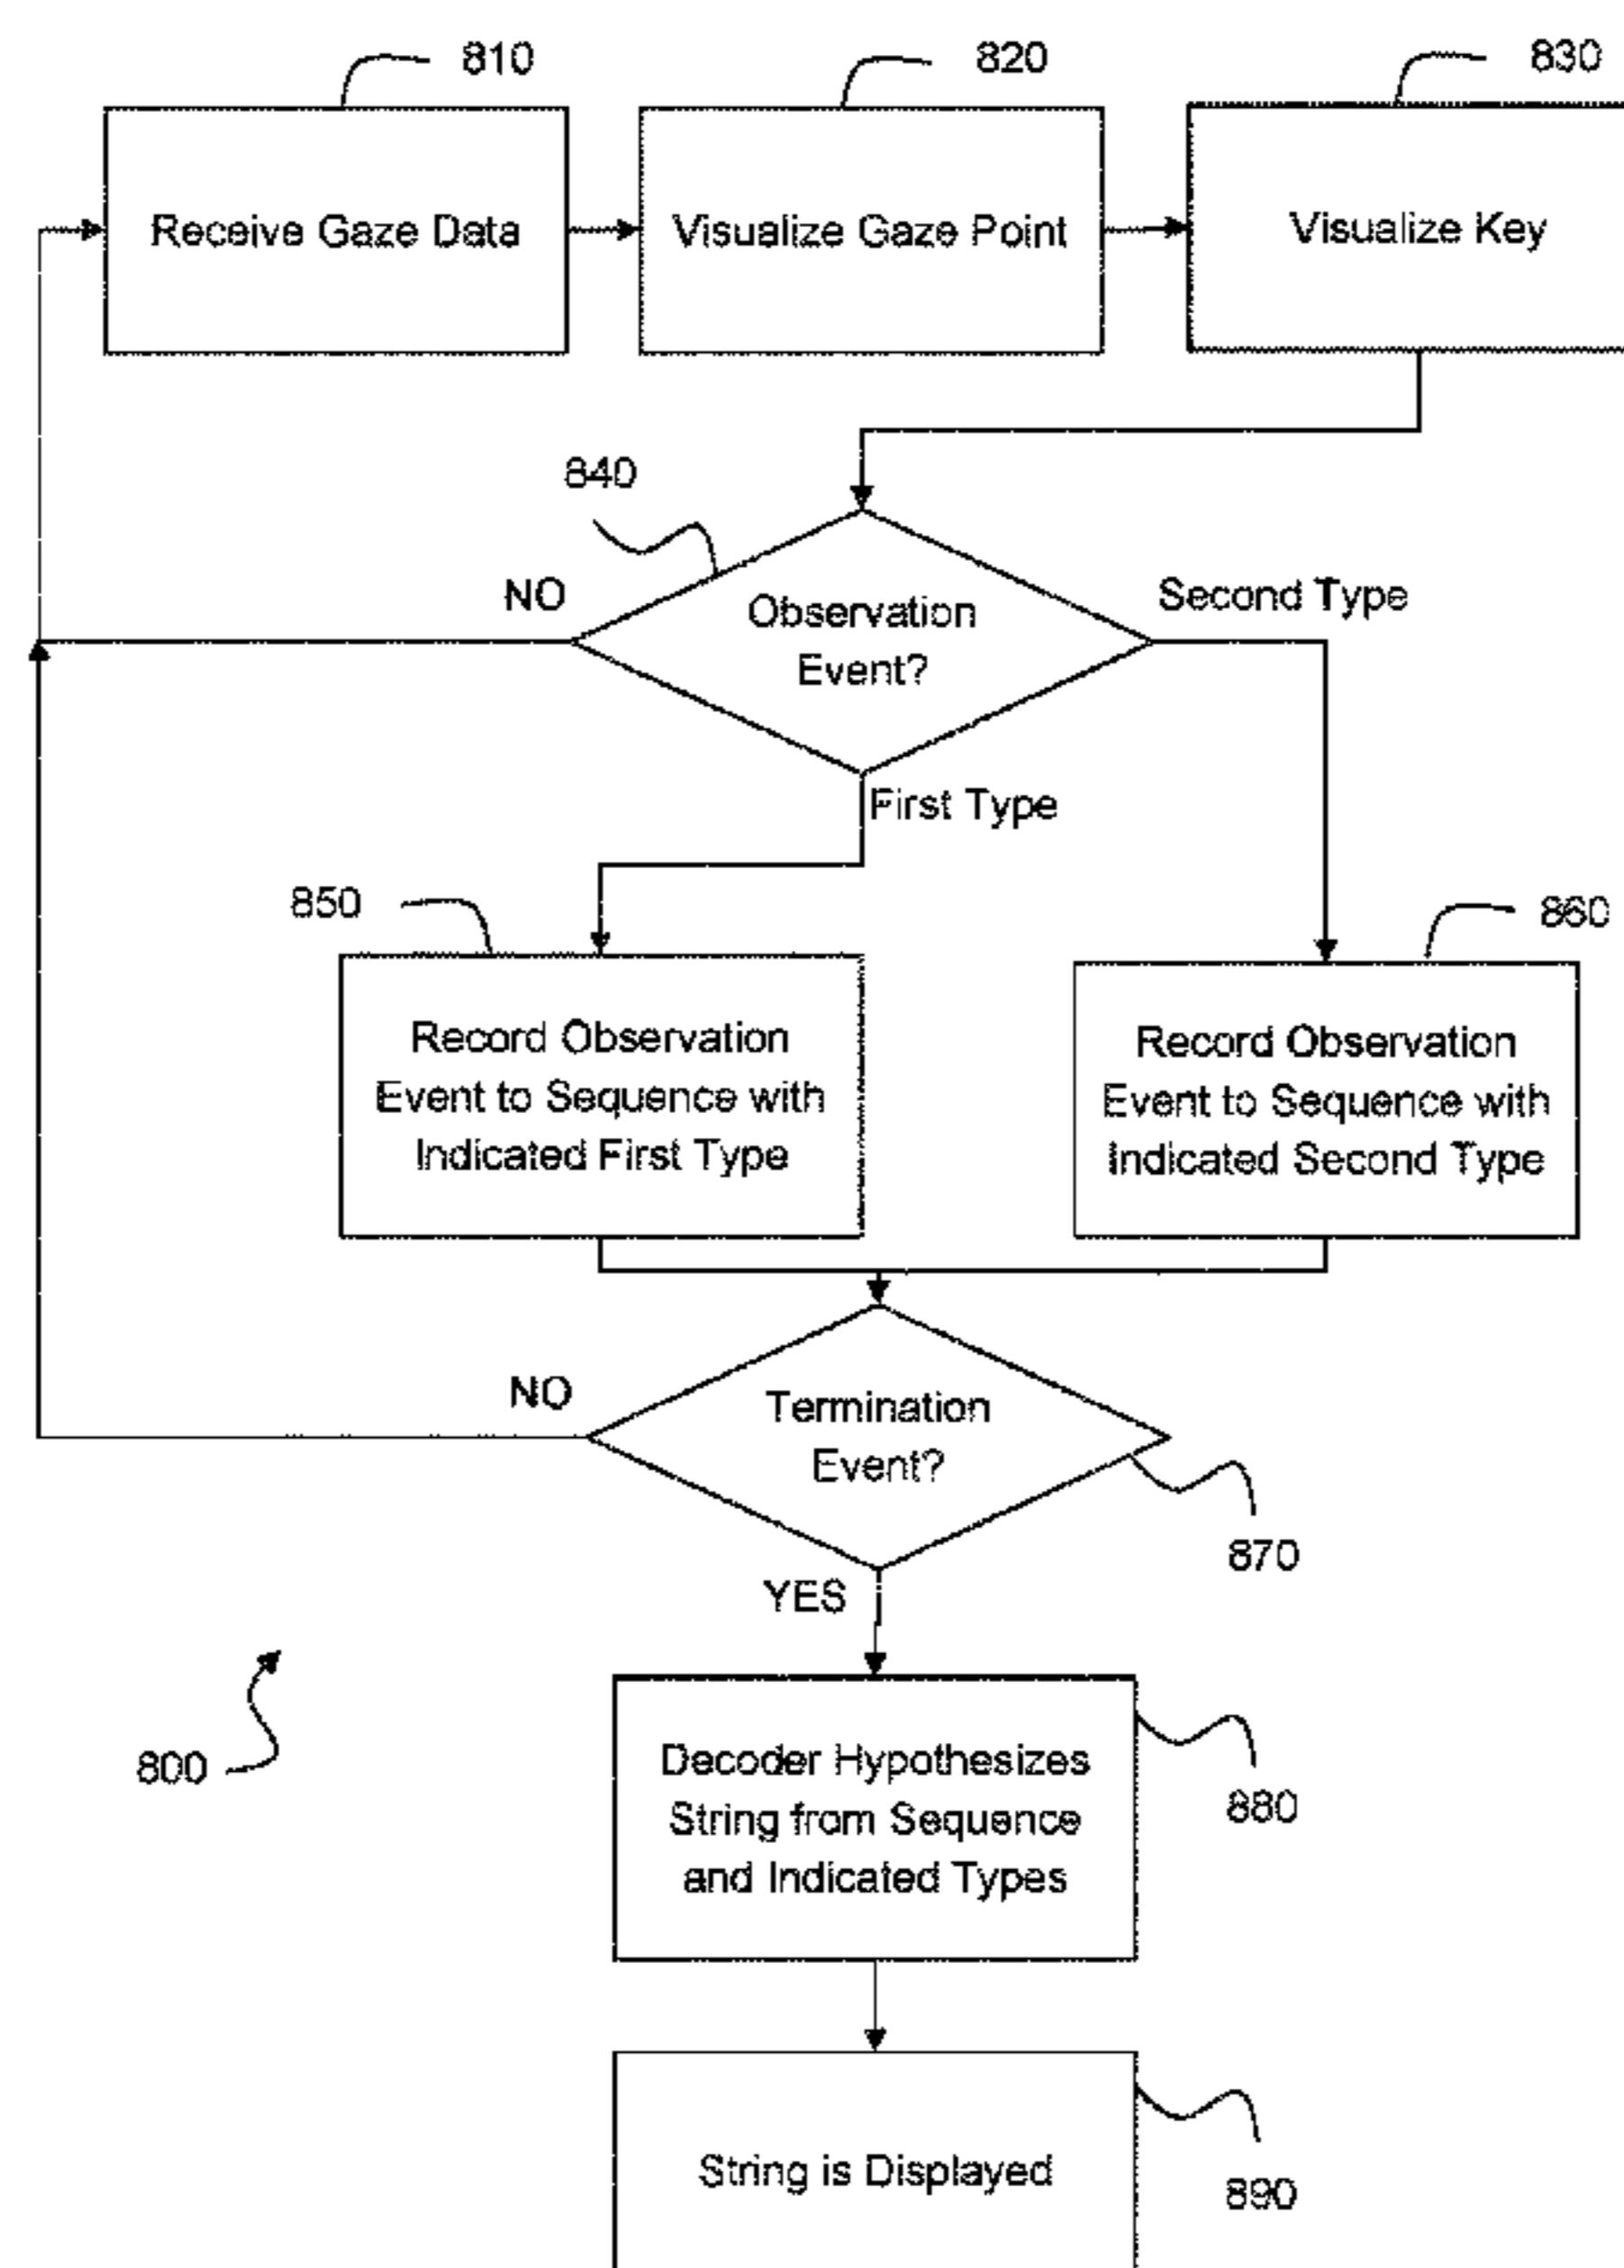 810
820
830
Receive Gaze Data
Visualize Gaze Point
Visualize Key
840
NO
Observation
Event?
Second Type
First Type
850
860
Record Observation
Event to Sequence with
Indicated First Type
Record Observation
Event to Sequence with
Indicated Second Type
NO
Termination
Event?
870
YES
800
Decoder Hypothesizes
String from Sequence
and Indicated Types
880
String is Displayed
890